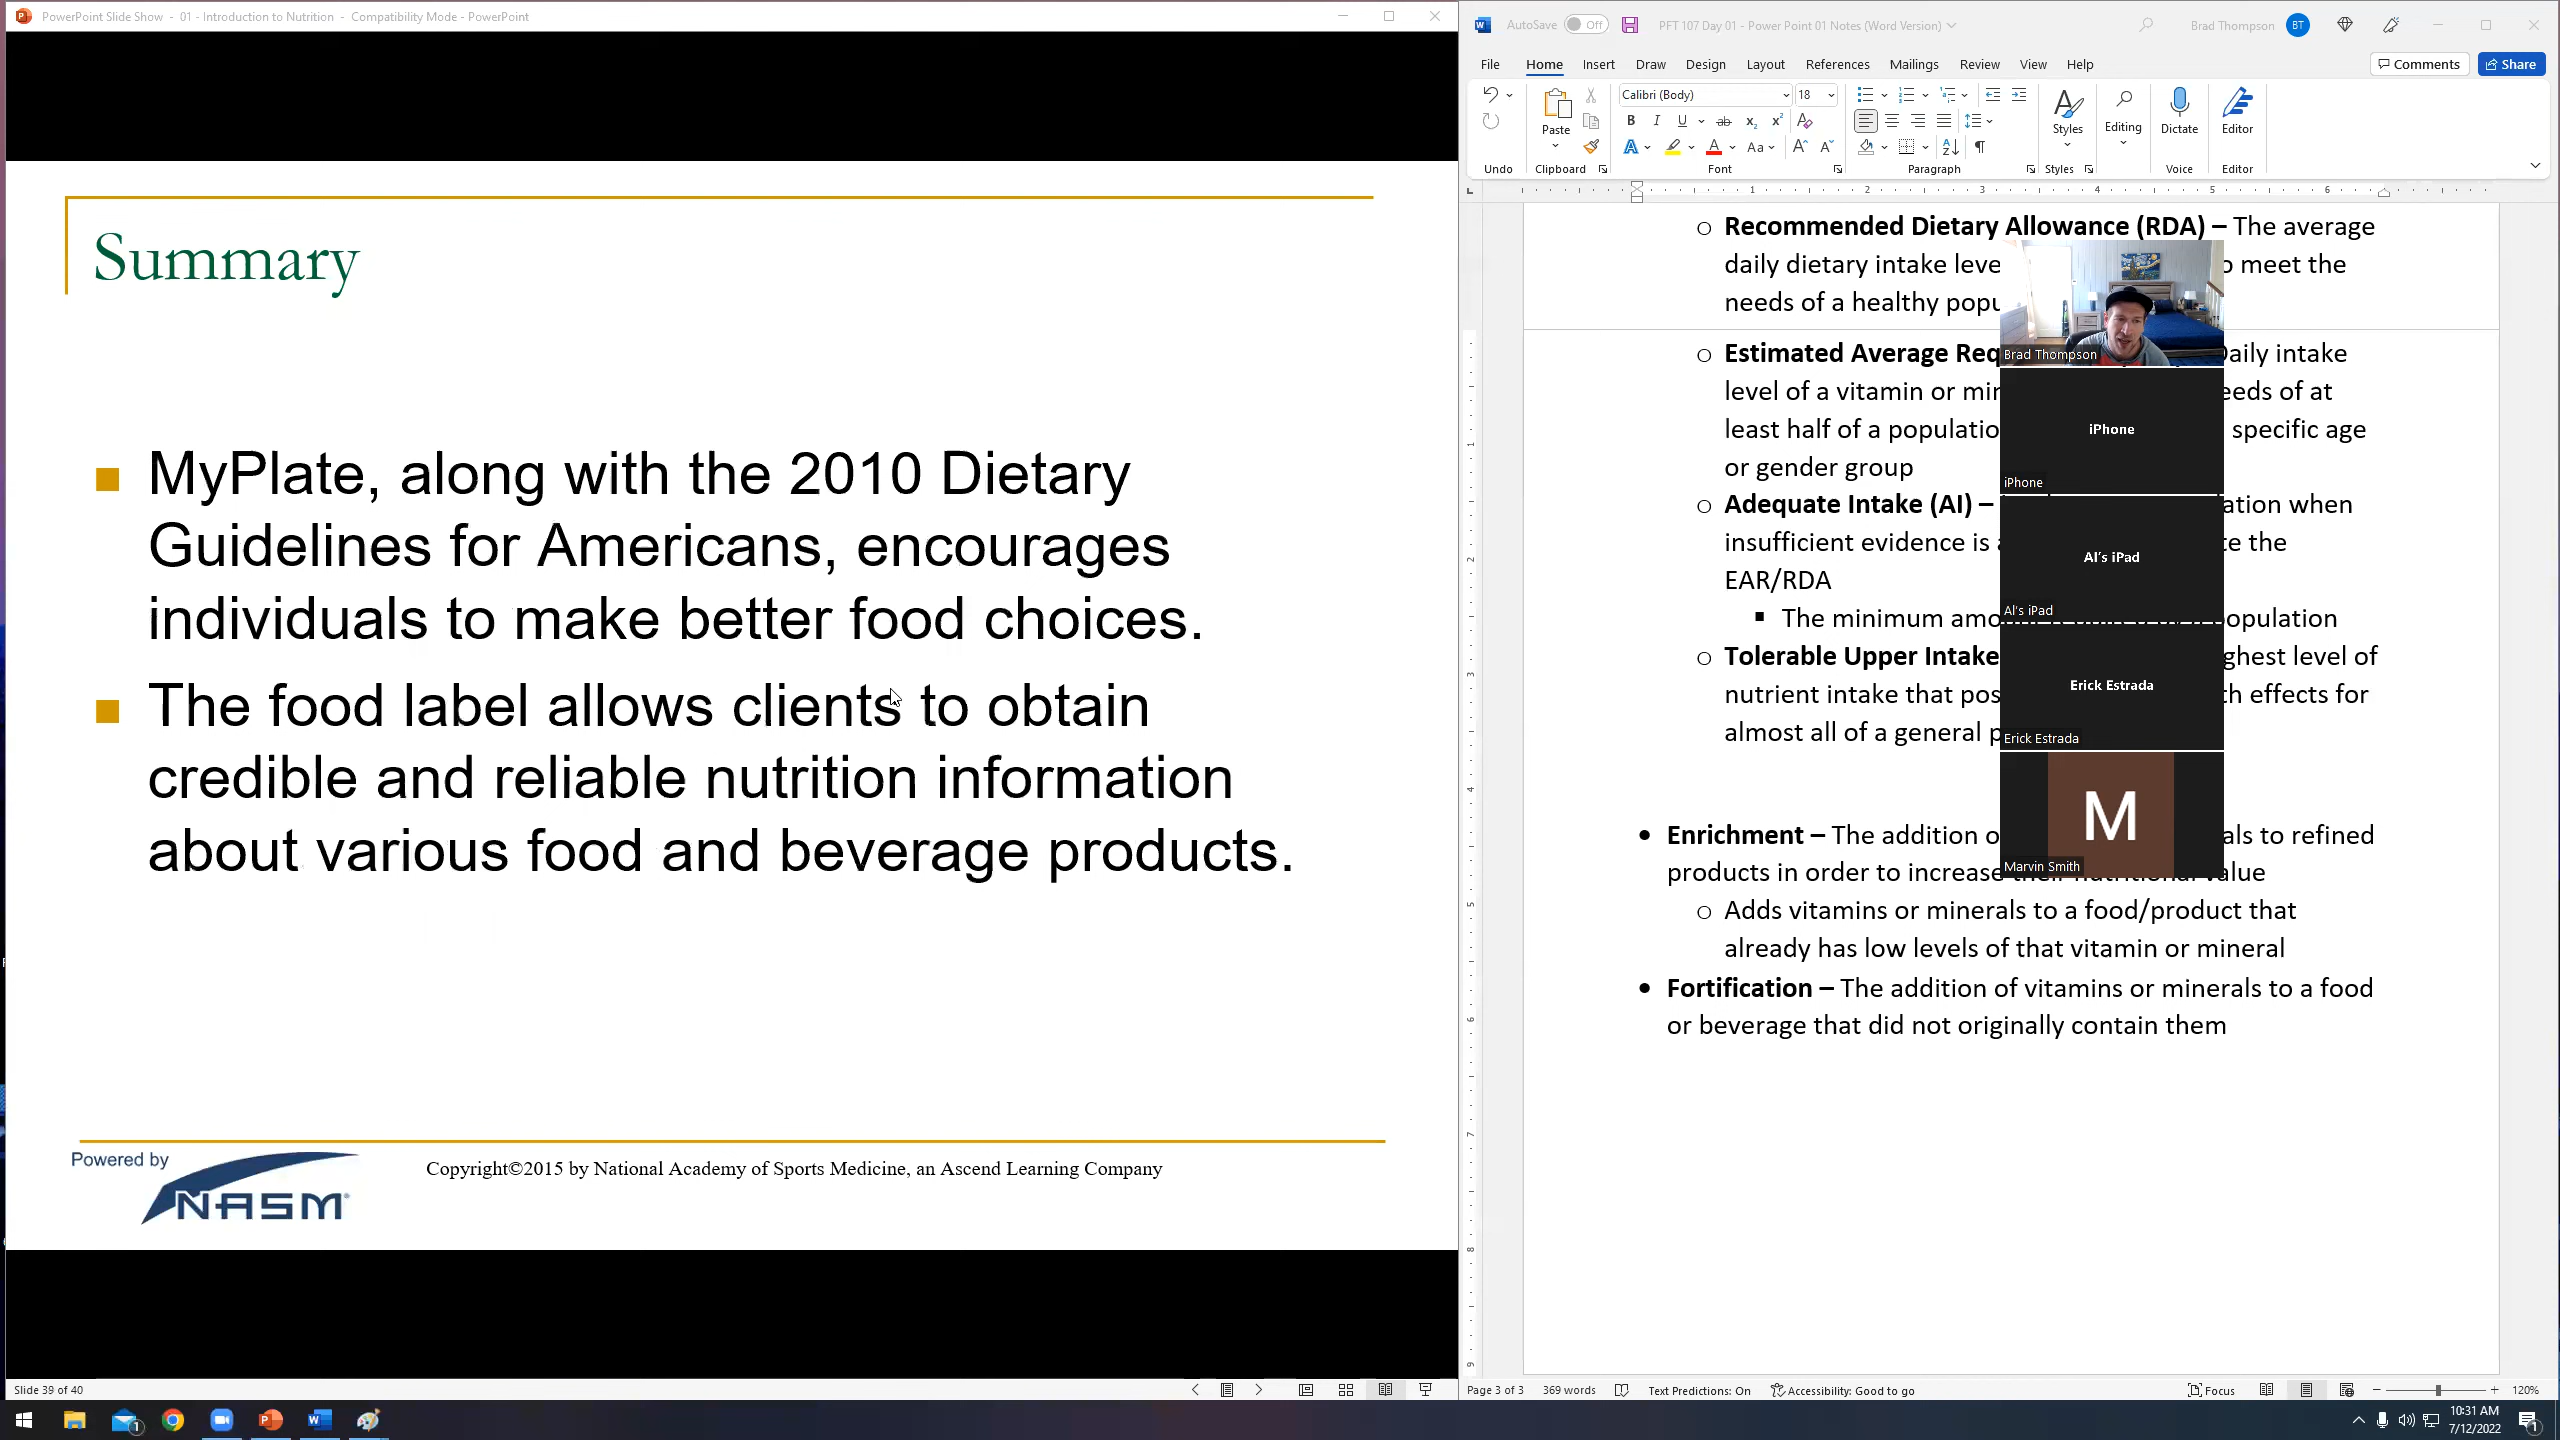 PowerPoint Slide Show - 01 - Introduction to Nutrition - Compatibility Mode - PowerPoint
Summary
MyPlate, along with the 2010 Dietary
Guidelines for Americans, encourages
individuals to make better food choices.
The food label allows clients to obtain
credible and reliable nutrition information
about various food and beverage products.
Powered by
NASM
Copyright©2015 by National Academy of Sports Medicine, an Ascend Learning Company
Slide 39 of 40
AutoSave Off PFT 107 Day 01 - Power Point 01 Notes (Word Version) Brad Thompson BT
File Home Insert Draw Design Layout References Mailings Review View Help Comments Share
Calibri (Body) 18
Paste Styles Editing Dictate Editor
Undo Clipboard Font Paragraph Styles Voice Editor
1 2 3 4 5 6
Recommended Dietary Allowance (RDA) – The average
daily dietary intake leve o meet the
needs of a healthy popu
Estimated Average Req Daily intake
level of a vitamin or min eeds of at
least half of a populatio specific age
or gender group
Adequate Intake (AI) – ation when
insufficient evidence is a te the
EAR/RDA
The minimum amo population
Tolerable Upper Intake ghest level of
nutrient intake that pos th effects for
almost all of a general p
Enrichment – The addition o als to refined
products in order to increase their nutritional value
Adds vitamins or minerals to a food/product that
already has low levels of that vitamin or mineral
Fortification – The addition of vitamins or minerals to a food
or beverage that did not originally contain them
Brad Thompson
iPhone
iPhone
Al's iPad
Al's iPad
Erick Estrada
Erick Estrada
M
Marvin Smith
Page 3 of 3 369 words Text Predictions: On Accessibility: Good to go Focus 120%
10:31 AM
7/12/2022